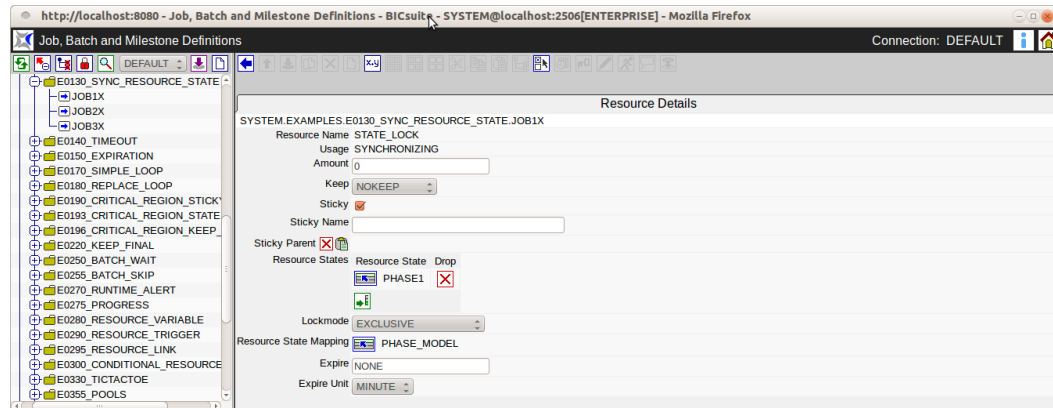 http://localhost:8080 - Job, Batch and Milestone Definitions - BICsuite - SYSTEM@localhost:2506[ENTERPRISE] - Mozilla Firefox
Job, Batch and Milestone Definitions
Connection: DEFAULT
DEFAULT
x,y
E0130_SYNC_RESOURCE_STATE
JOB1X
JOB2X
JOB3X
E0140_TIMEOUT
E0150_EXPIRATION
E0170_SIMPLE_LOOP
E0180_REPLACE_LOOP
E0190_CRITICAL_REGION_STICKY
E0193_CRITICAL_REGION_STATE
E0196_CRITICAL_REGION_KEEP_
E0220_KEEP_FINAL
E0250_BATCH_WAIT
E0255_BATCH_SKIP
E0270_RUNTIME_ALERT
E0275_PROGRESS
E0280_RESOURCE_VARIABLE
E0290_RESOURCE_TRIGGER
E0295_RESOURCE_LINK
E0300_CONDITIONAL_RESOURCE
E0330_TICTACTOE
E0355_POOLS
Resource Details
SYSTEM.EXAMPLES.E0130_SYNC_RESOURCE_STATE.JOB1X
Resource Name STATE_LOCK
Usage SYNCHRONIZING
Amount 0
Keep NOKEEP
Sticky
Sticky Name
Sticky Parent
Resource States Resource State Drop
PHASE1
Lockmode EXCLUSIVE
Resource State Mapping PHASE_MODEL
Expire NONE
Expire Unit MINUTE